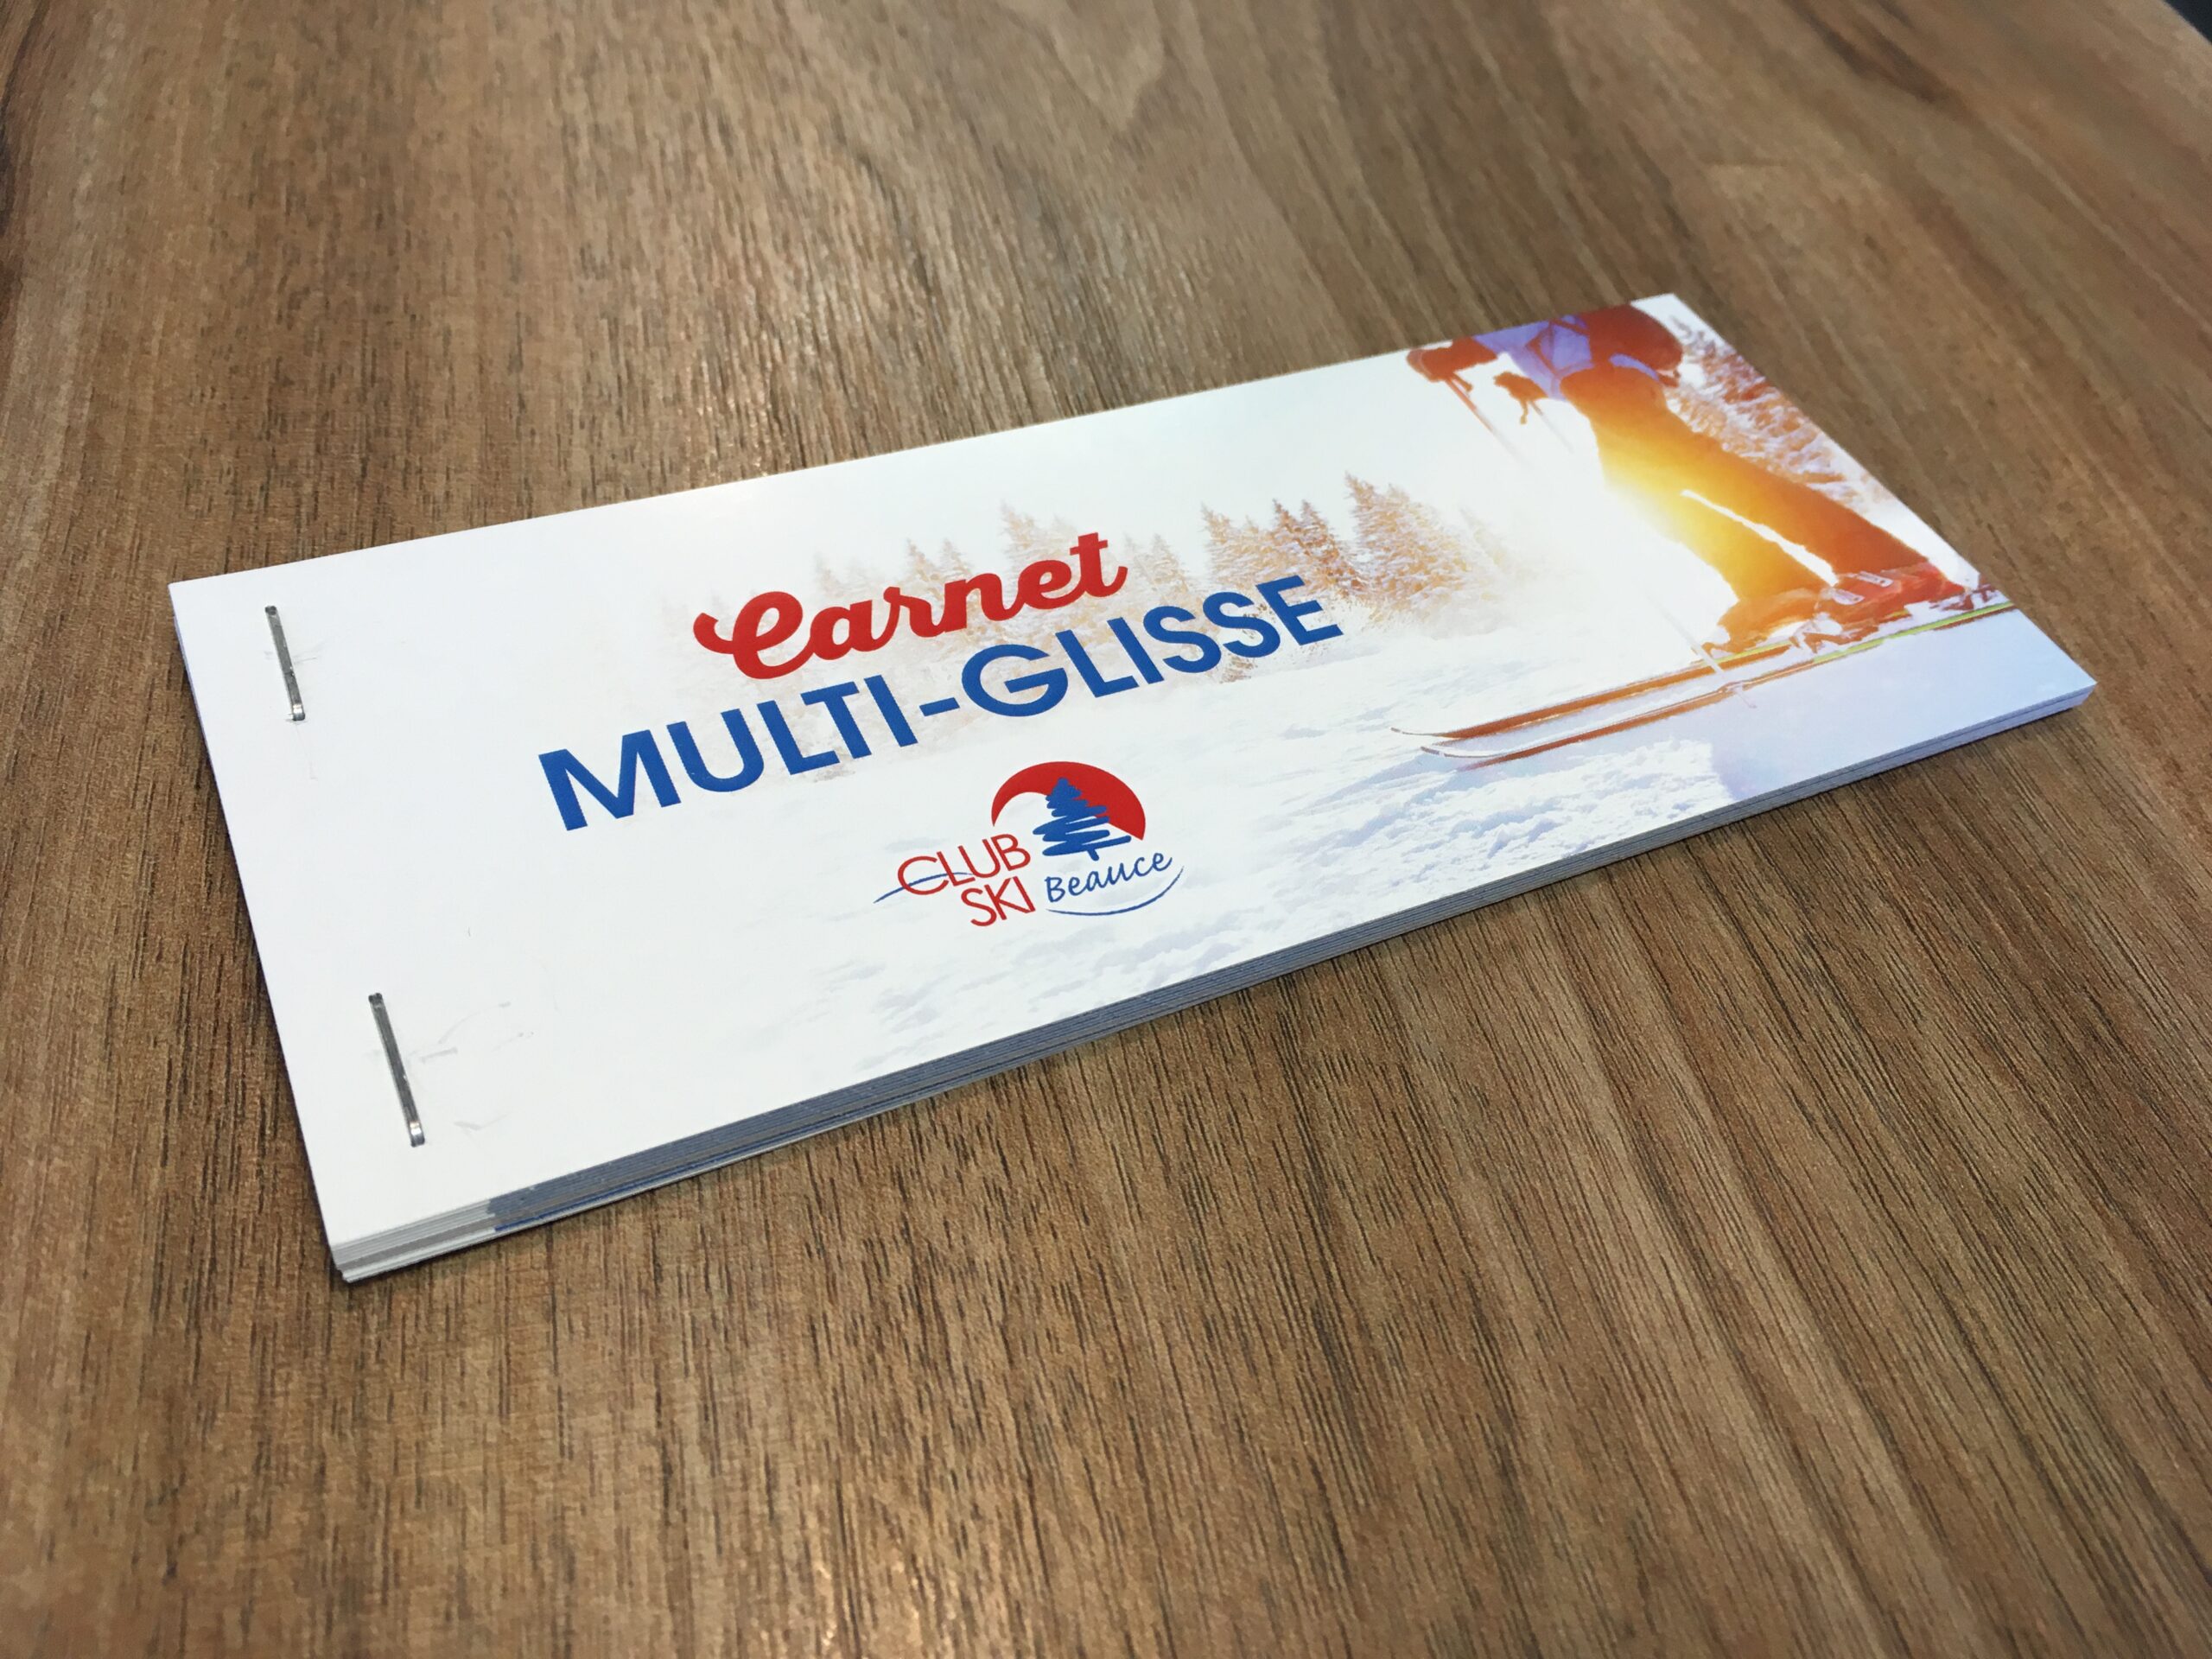 Carnet
MULTI-GLISSE
CLUB
SKI Beauce